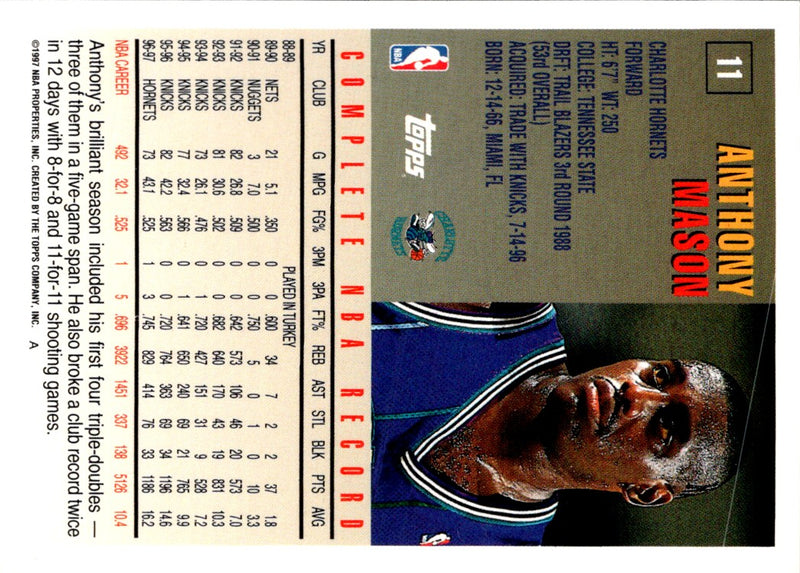 11
ANTHONY
MASON
CHARLOTTE HORNETS
FORWARD
HT: 6'7" WT: 250
COLLEGE: TENNESSEE STATE
DRFT: TRAIL BLAZERS 3rd ROUND 1988
(53rd OVERALL)
ACQUIRED: TRADE WITH KNICKS, 7-14-96
BORN: 12-14-66, MIAMI, FL
NBA
TOPPS
CHARLOTTE
HORNETS
COMPLETE NBA RECORD
YR CLUB G MPG FG% 3PM 3PA FT% REB AST STL BLK PTS AVG
88-89 PLAYED IN TURKEY
89-90 NETS 21 5.1 .350 0 0 .600 34 7 2 2 37 1.8
90-91 NUGGETS 3 7.0 .500 0 0 .750 5 0 1 0 10 3.3
91-92 KNICKS 82 26.8 .509 0 0 .642 573 106 46 20 573 7.0
92-93 KNICKS 81 30.6 .502 0 0 .682 640 170 43 19 831 10.3
93-94 KNICKS 73 26.1 .476 0 1 .720 427 151 31 9 528 7.2
94-95 KNICKS 77 32.4 .566 0 1 .641 650 240 69 21 765 9.9
95-96 KNICKS 82 42.2 .563 0 0 .720 764 363 69 34 1196 14.6
96-97 HORNETS 73 43.1 .525 1 3 .745 829 414 76 33 1186 16.2
NBA CAREER 492 32.1 .525 1 5 .696 3922 1451 337 138 5126 10.4
Anthony's brilliant season included his first four triple-doubles —
three of them in a five-game span. He also broke a club record twice
in 12 days with 8-for-8 and 11-for-11 shooting games.
©1997 NBA PROPERTIES, INC. CREATED BY THE TOPPS COMPANY, INC. A